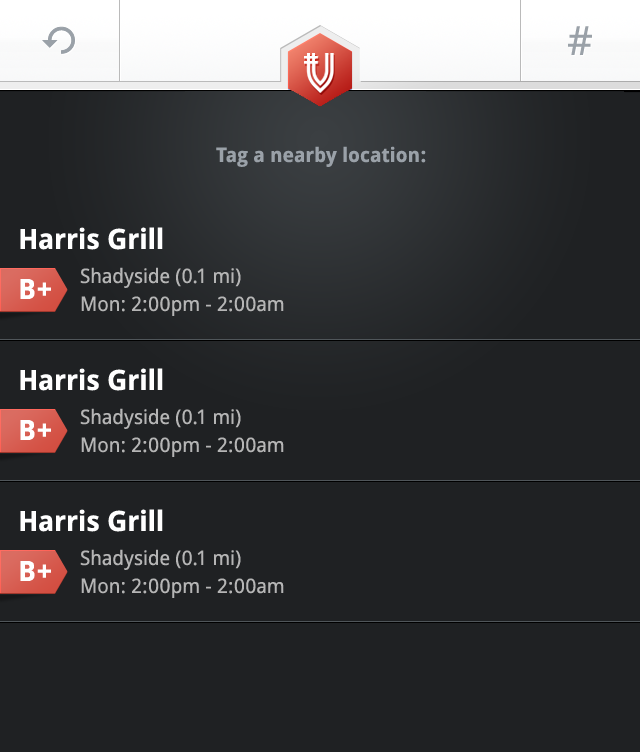 #
Tag a nearby location:
Harris Grill
B+
Shadyside (0.1 mi)
Mon: 2:00pm - 2:00am
Harris Grill
B+
Shadyside (0.1 mi)
Mon: 2:00pm - 2:00am
Harris Grill
B+
Shadyside (0.1 mi)
Mon: 2:00pm - 2:00am